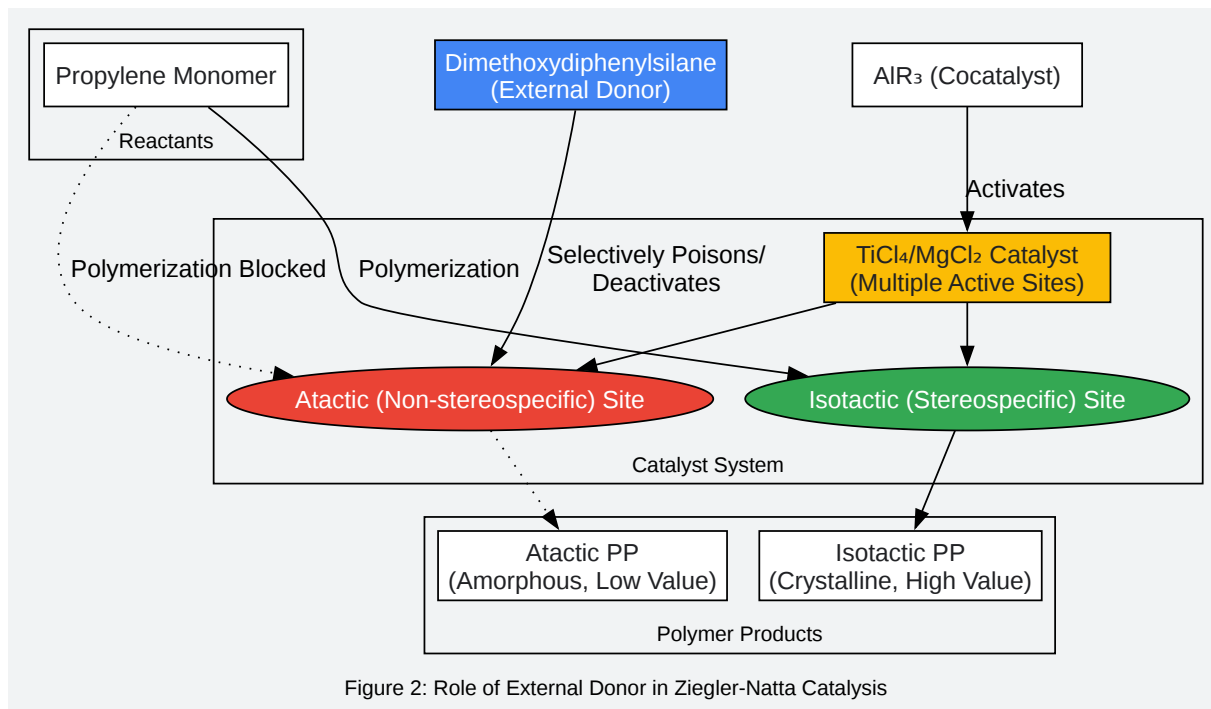 Propylene Monomer
Reactants
Dimethoxydiphenylsilane
(External Donor)
AlR₃ (Cocatalyst)
Activates
Polymerization Blocked
Polymerization
Selectively Poisons/
Deactivates
TiCl₄/MgCl₂ Catalyst
(Multiple Active Sites)
Atactic (Non-stereospecific) Site
Isotactic (Stereospecific) Site
Catalyst System
Atactic PP
(Amorphous, Low Value)
Isotactic PP
(Crystalline, High Value)
Polymer Products
Figure 2: Role of External Donor in Ziegler-Natta Catalysis